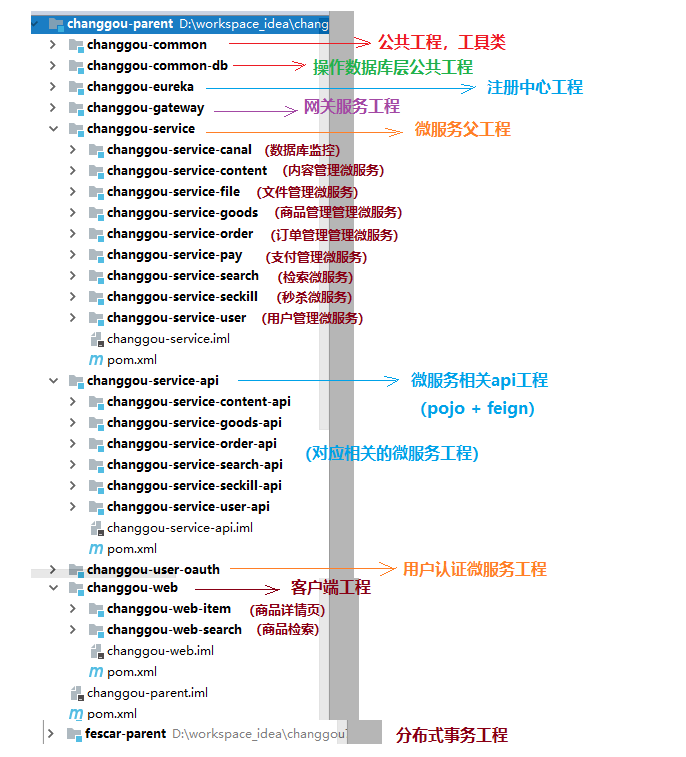 changgou-parent D:\workspace_idea\chang
changgou-common 公共工程，工具类
changgou-common-db 操作数据库层公共工程
changgou-eureka 注册中心工程
changgou-gateway 网关服务工程
changgou-service 微服务父工程
changgou-service-canal (数据库监控)
changgou-service-content (内容管理微服务)
changgou-service-file (文件管理微服务)
changgou-service-goods (商品管理管理微服务)
changgou-service-order (订单管理管理微服务)
changgou-service-pay (支付管理微服务)
changgou-service-search (检索微服务)
changgou-service-seckill (秒杀微服务)
changgou-service-user (用户管理微服务)
changgou-service.iml
pom.xml
changgou-service-api 微服务相关api工程
changgou-service-content-api (pojo + feign)
changgou-service-goods-api
changgou-service-order-api (对应相关的微服务工程)
changgou-service-search-api
changgou-service-seckill-api
changgou-service-user-api
changgou-service-api.iml
pom.xml
changgou-user-oauth 用户认证微服务工程
changgou-web 客户端工程
changgou-web-item (商品详情页)
changgou-web-search (商品检索)
changgou-web.iml
pom.xml
changgou-parent.iml
pom.xml
fescar-parent D:\workspace_idea\changgou 分布式事务工程